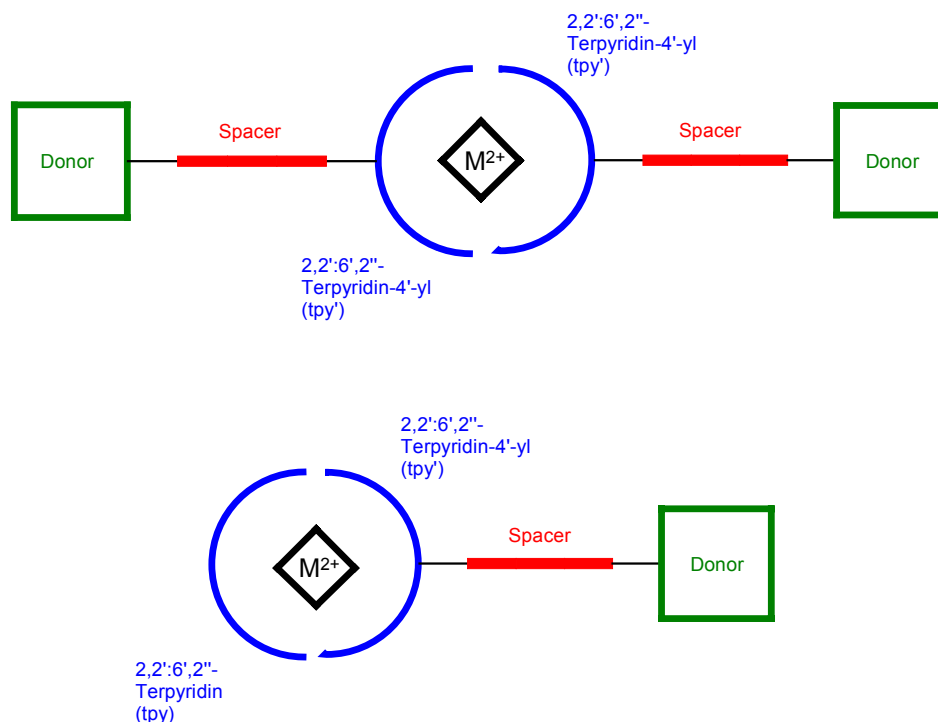 2,2':6',2''-
Terpyridin-4'-yl
(tpy')
Spacer
Spacer
Donor
M²⁺
Donor
2,2':6',2''-
Terpyridin-4'-yl
(tpy')
2,2':6',2''-
Terpyridin-4'-yl
(tpy')
Spacer
M²⁺
Donor
2,2':6',2''-
Terpyridin
(tpy)